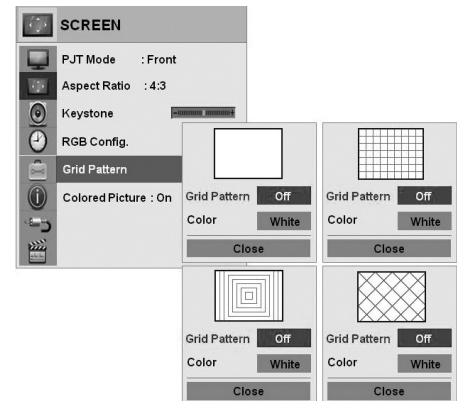 SCREEN
PJT Mode : Front
Aspect Ratio : 4:3
Keystone - +
RGB Config.
Grid Pattern
Colored Picture : On
Grid Pattern Off
Color White
Close
Grid Pattern Off
Color White
Close
Grid Pattern Off
Color White
Close
Grid Pattern Off
Color White
Close